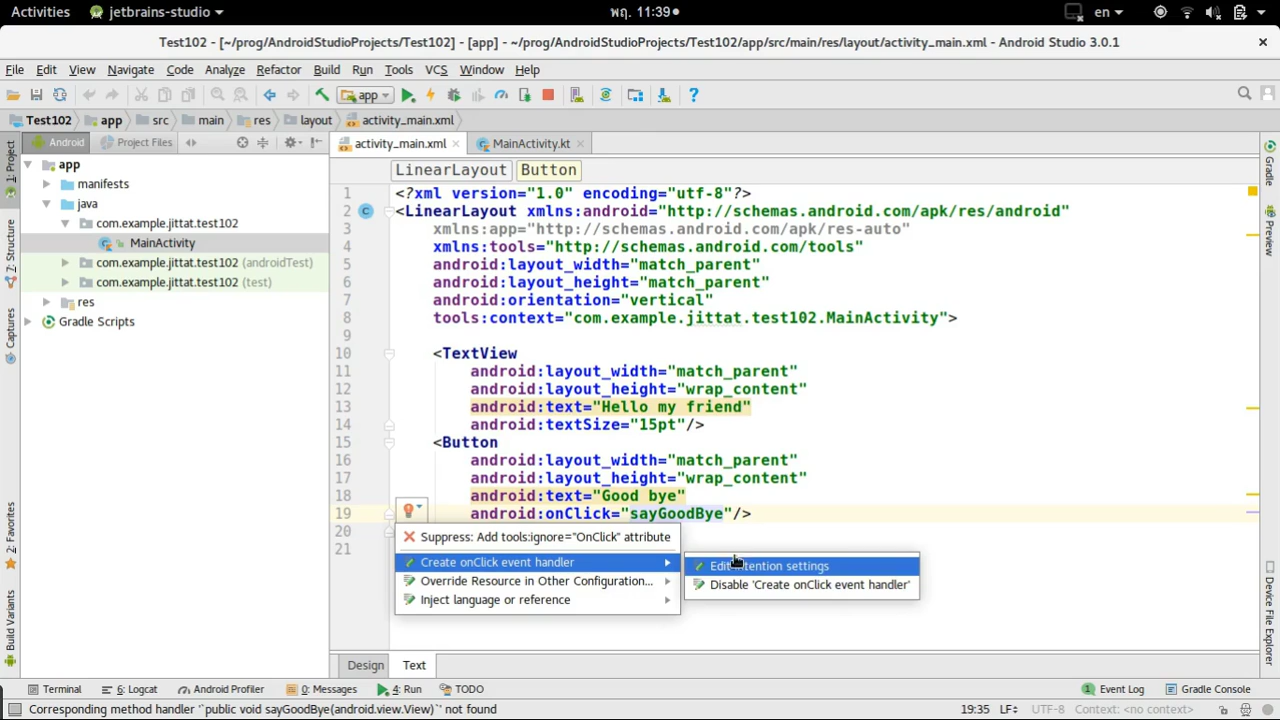 Activities jetbrains-studio พฤ. 11:39 en
Test102 - [~/prog/AndroidStudioProjects/Test102] - [app] - ~/prog/AndroidStudioProjects/Test102/app/src/main/res/layout/activity_main.xml - Android Studio 3.0.1
File Edit View Navigate Code Analyze Refactor Build Run Tools VCS Window Help
app
Test102 app src main res layout activity_main.xml
Android Project Files
activity_main.xml MainActivity.kt
LinearLayout Button
1: Project
7: Structure
Captures
2: Favorites
Build Variants
app
manifests
java
com.example.jittat.test102
MainActivity
com.example.jittat.test102 (androidTest)
com.example.jittat.test102 (test)
res
Gradle Scripts
1 <?xml version="1.0" encoding="utf-8"?>
2 <LinearLayout xmlns:android="http://schemas.android.com/apk/res/android"
3 xmlns:app="http://schemas.android.com/apk/res-auto"
4 xmlns:tools="http://schemas.android.com/tools"
5 android:layout_width="match_parent"
6 android:layout_height="match_parent"
7 android:orientation="vertical"
8 tools:context="com.example.jittat.test102.MainActivity">
9
10 <TextView
11 android:layout_width="match_parent"
12 android:layout_height="wrap_content"
13 android:text="Hello my friend"
14 android:textSize="15pt"/>
15 <Button
16 android:layout_width="match_parent"
17 android:layout_height="wrap_content"
18 android:text="Good bye"
19 android:onClick="sayGoodBye"/>
20
21
Suppress: Add tools:ignore="OnClick" attribute
Create onClick event handler
Override Resource in Other Configuration...
Inject language or reference
Edit intention settings
Disable 'Create onClick event handler'
Gradle
Preview
Device File Explorer
Design Text
Terminal 6: Logcat Android Profiler 0: Messages 4: Run TODO 1 Event Log Gradle Console
Corresponding method handler 'public void sayGoodBye(android.view.View)' not found 19:35 LF÷ UTF-8 Context: <no context>